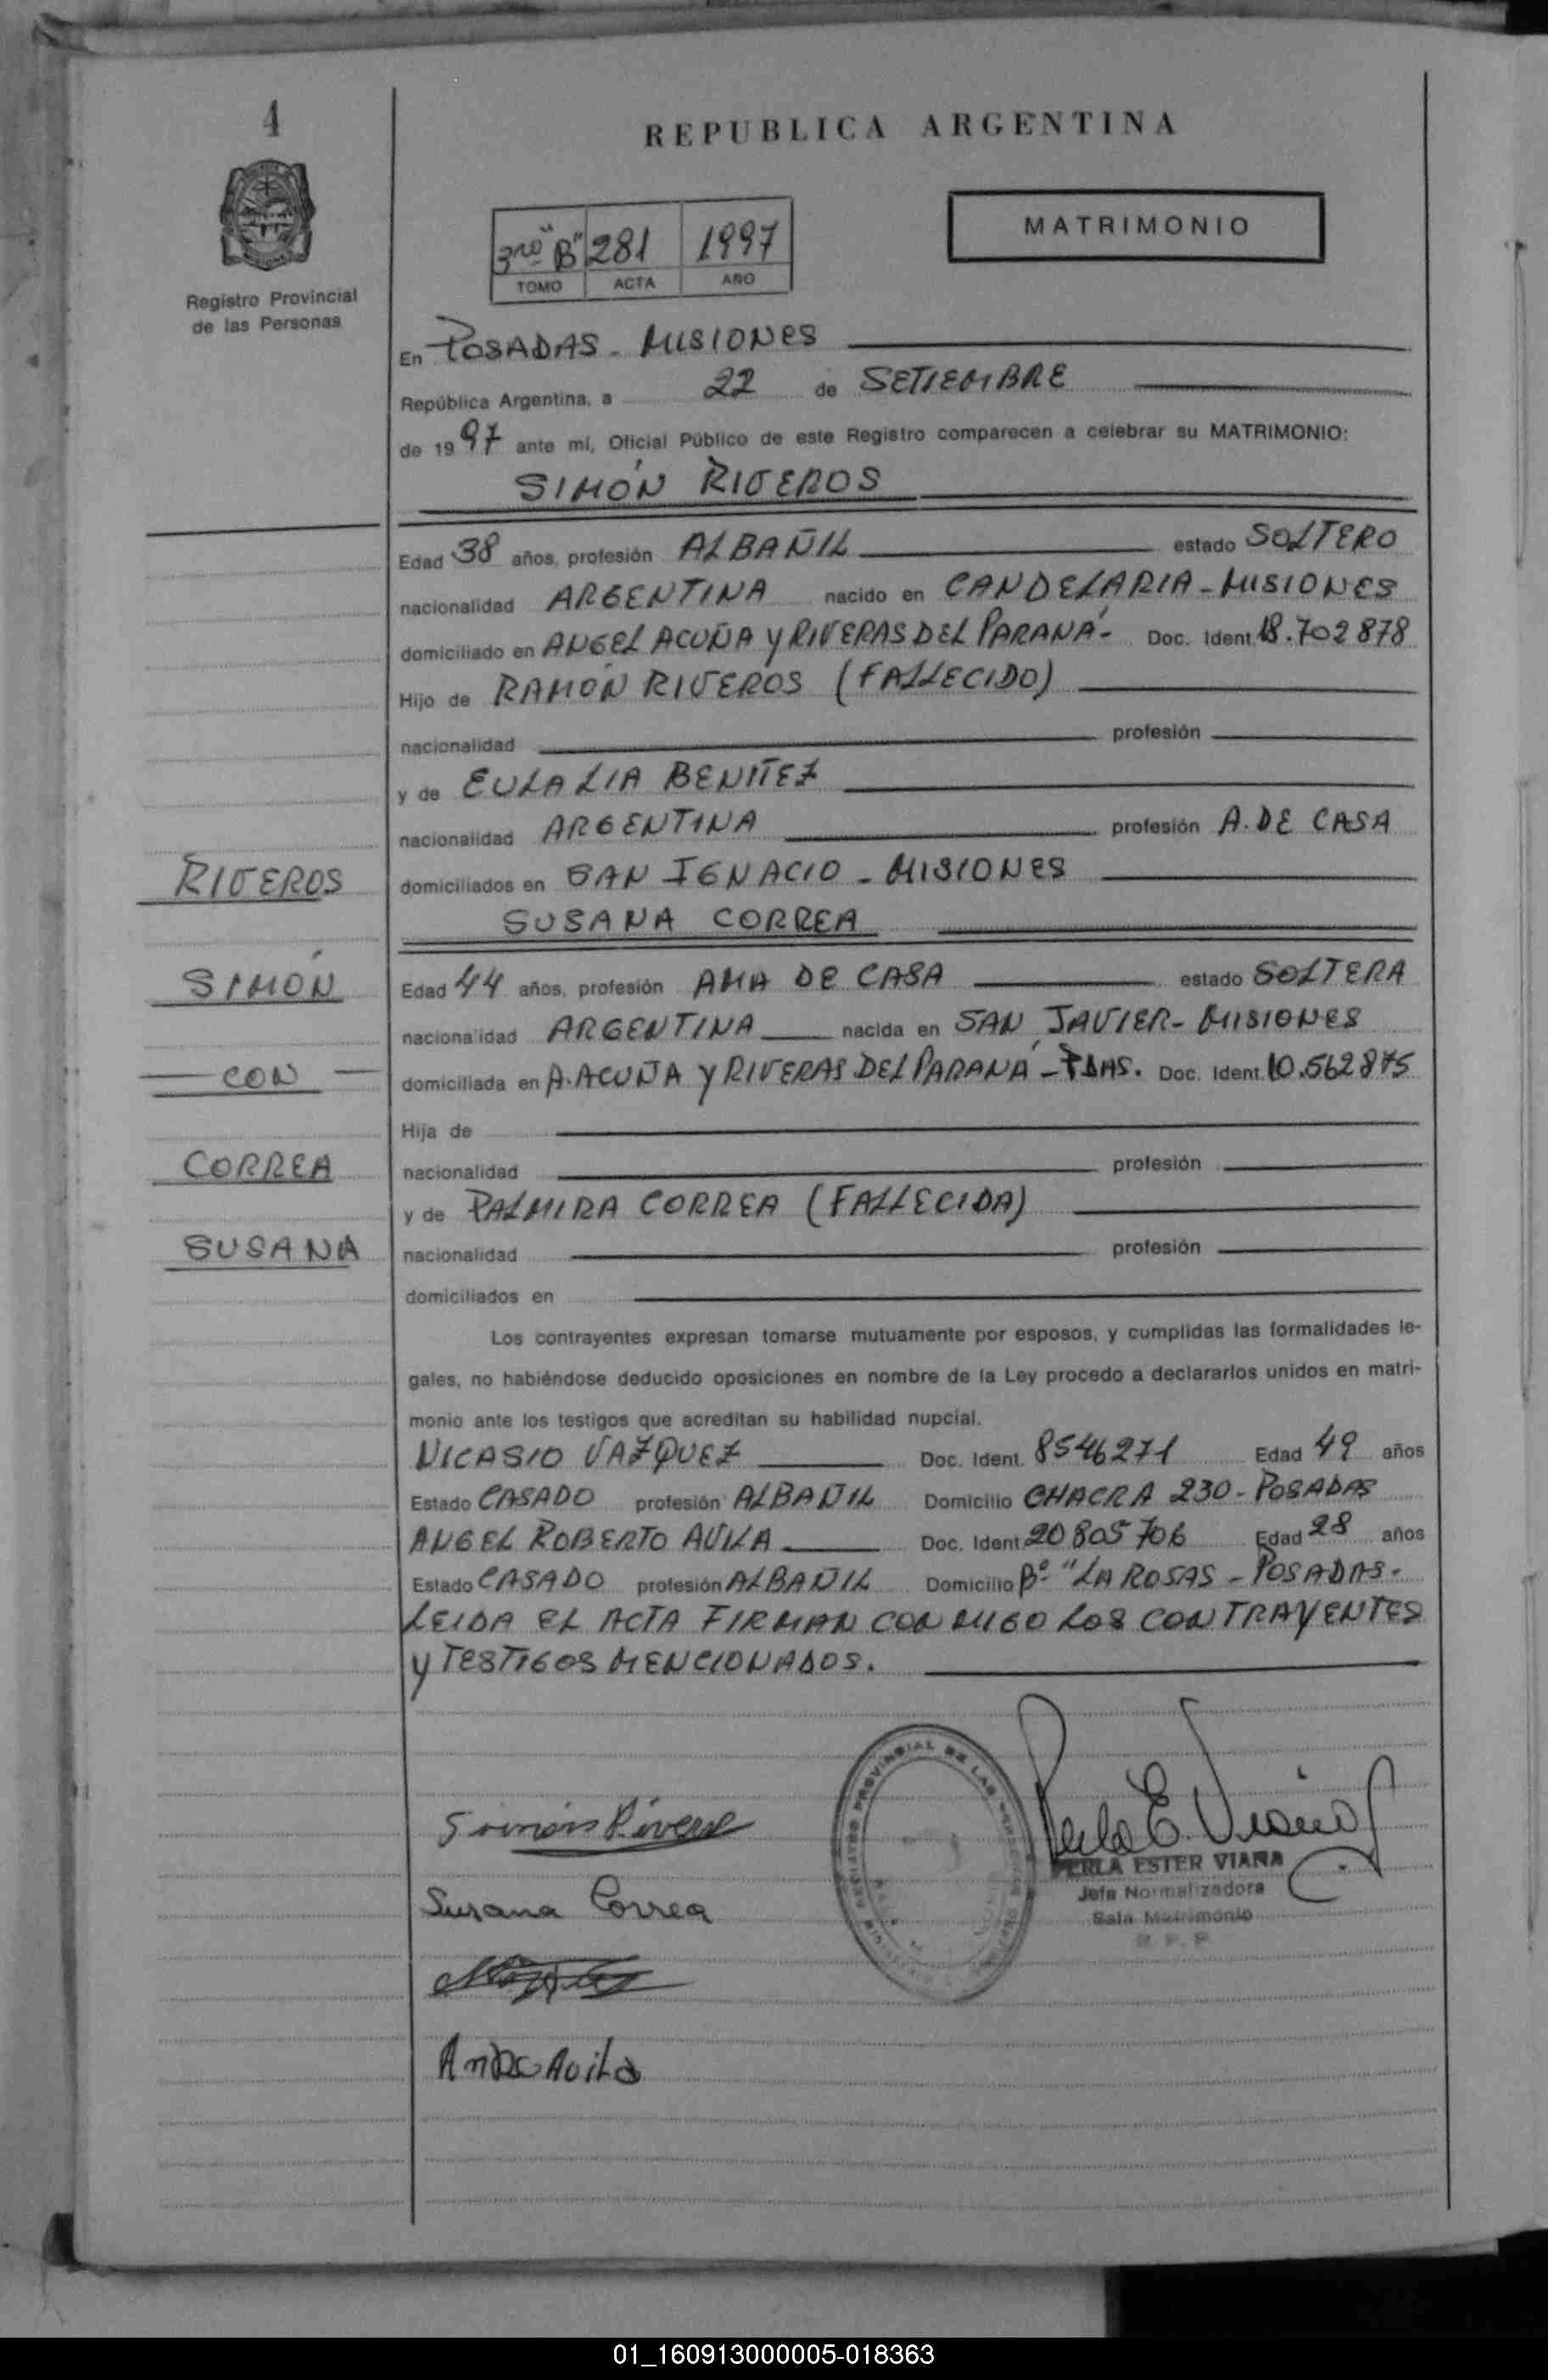 4
REPUBLICA ARGENTINA
3ro "B" 281 1997
TOMO ACTA AÑO
MATRIMONIO
Registro Provincial
de las Personas
En POSADAS - MISIONES
República Argentina, a 22 de SETIEMBRE
de 1997 ante mí, Oficial Público de este Registro comparecen a celebrar su MATRIMONIO:
SIMÓN RIVEROS
Edad 38 años, profesión ALBAÑIL estado SOLTERO
nacionalidad ARGENTINA nacido en CANDELARIA - MISIONES
domiciliado en ANGEL ACUÑA Y RIVERAS DEL PARANÁ - Doc. Ident. 18.702878
Hijo de RAMÓN RIVEROS (FALLECIDO)
nacionalidad profesión
y de EULALIA BENITEZ
nacionalidad ARGENTINA profesión A. DE CASA
domiciliados en SAN IGNACIO - MISIONES
SUSANA CORREA
Edad 44 años, profesión AMA DE CASA estado SOLTERA
nacionalidad ARGENTINA nacida en SAN JAVIER - MISIONES
domiciliada en A. ACUÑA Y RIVERAS DEL PARANÁ - PDAS. Doc. Ident. 10.562875
Hija de
nacionalidad profesión
y de PALMIRA CORREA (FALLECIDA)
nacionalidad profesión
domiciliados en
RIVEROS
SIMÓN
CON
CORREA
SUSANA
Los contrayentes expresan tomarse mutuamente por esposos, y cumplidas las formalidades le-
gales, no habiéndose deducido oposiciones en nombre de la Ley procedo a declararlos unidos en matri-
monio ante los testigos que acreditan su habilidad nupcial.
NICASIO VAZQUEZ Doc. Ident. 8546271 Edad 49 años
Estado CASADO profesión ALBAÑIL Domicilio CHACRA 230 - POSADAS
ANGEL ROBERTO AVILA Doc. Ident. 20805706 Edad 28 años
Estado CASADO profesión ALBAÑIL Domicilio Bº "LA ROSAS - POSADAS -
LEIDA EL ACTA FIRMAN CONMIGO LOS CONTRAYENTES
Y TESTIGOS MENCIONADOS.
Simón Rivero
Susana Correa
Avila
Perla E. Viana
PERLA ESTER VIANA
Jefa Normalizadora
Sala Matrimonio
R. P. P.
PROVINCIAL DE LAS
01_160913000005-018363